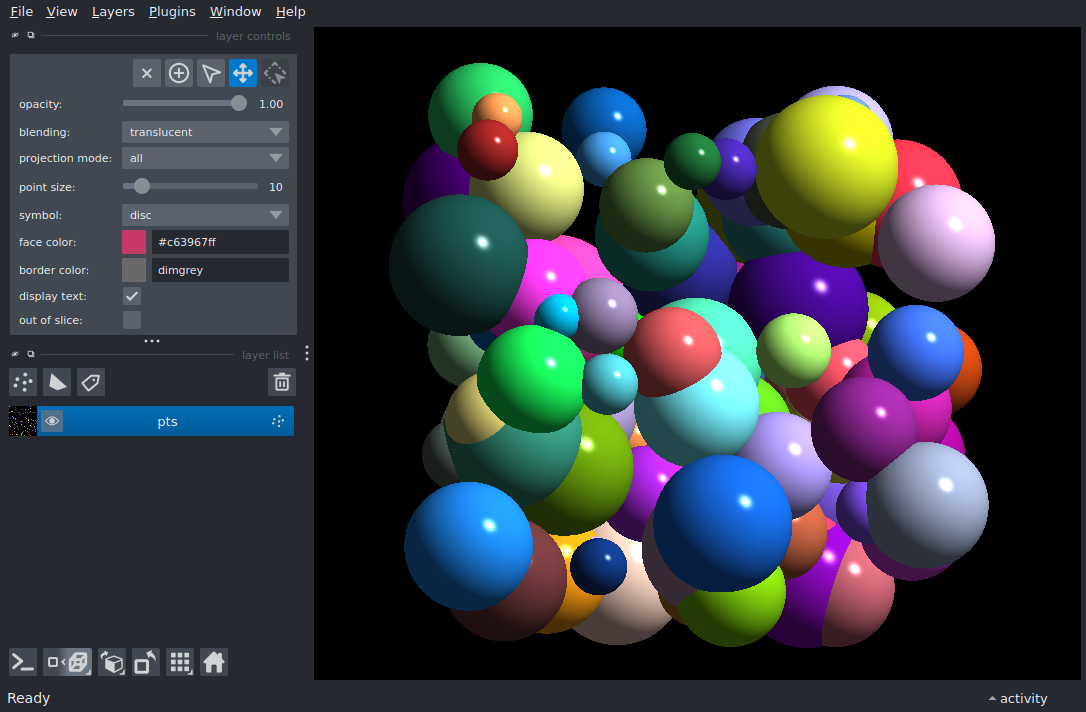 File View Layers Plugins Window Help
layer controls
opacity: 1.00
blending: translucent
projection mode: all
point size: 10
symbol: disc
face color: #c63967ff
border color: dimgrey
display text:
out of slice:
layer list
pts
Ready activity